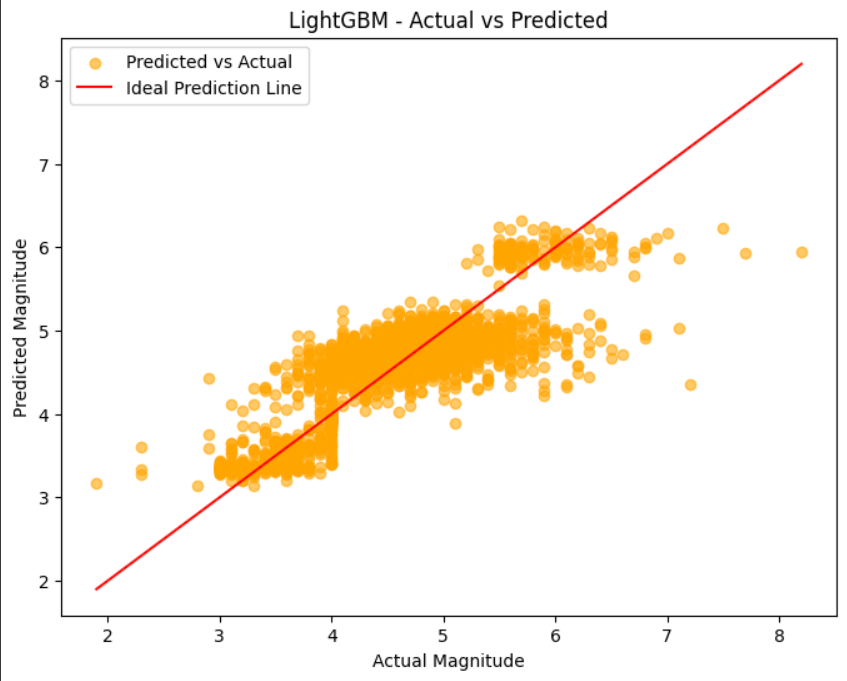 LightGBM - Actual vs Predicted
Predicted vs Actual
Ideal Prediction Line
8
7
6
5
4
3
2
Predicted Magnitude
2 3 4 5 6 7 8
Actual Magnitude